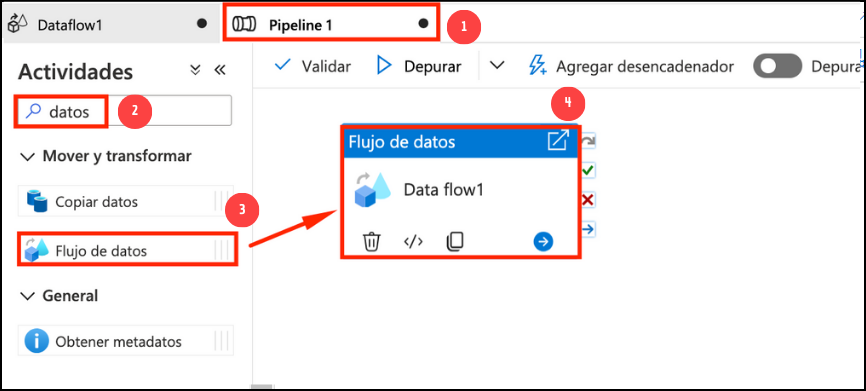 Dataflow1
Pipeline 1
1
Actividades
Validar
Depurar
Agregar desencadenador
Depura
datos
2
4
Mover y transformar
Flujo de datos
Copiar datos
Data flow1
3
Flujo de datos
</>
General
Obtener metadatos